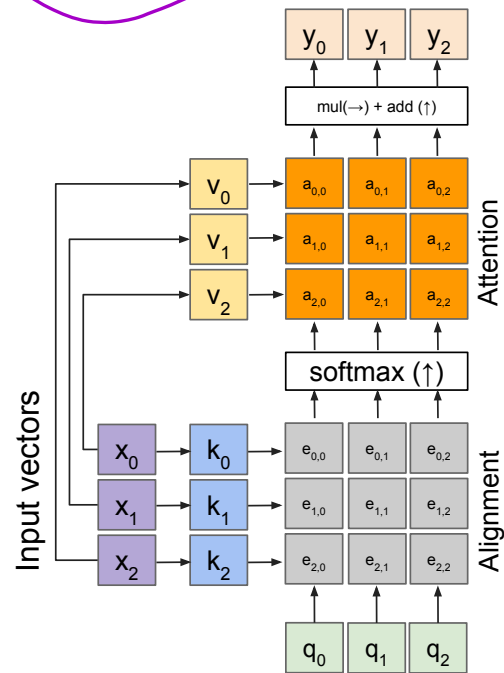 y0 y1 y2
mul(→) + add (↑)
v0 a0,0 a0,1 a0,2
v1 a1,0 a1,1 a1,2
v2 a2,0 a2,1 a2,2
Attention
softmax (↑)
Input vectors
x0 k0 e0,0 e0,1 e0,2
x1 k1 e1,0 e1,1 e1,2
x2 k2 e2,0 e2,1 e2,2
Alignment
q0 q1 q2